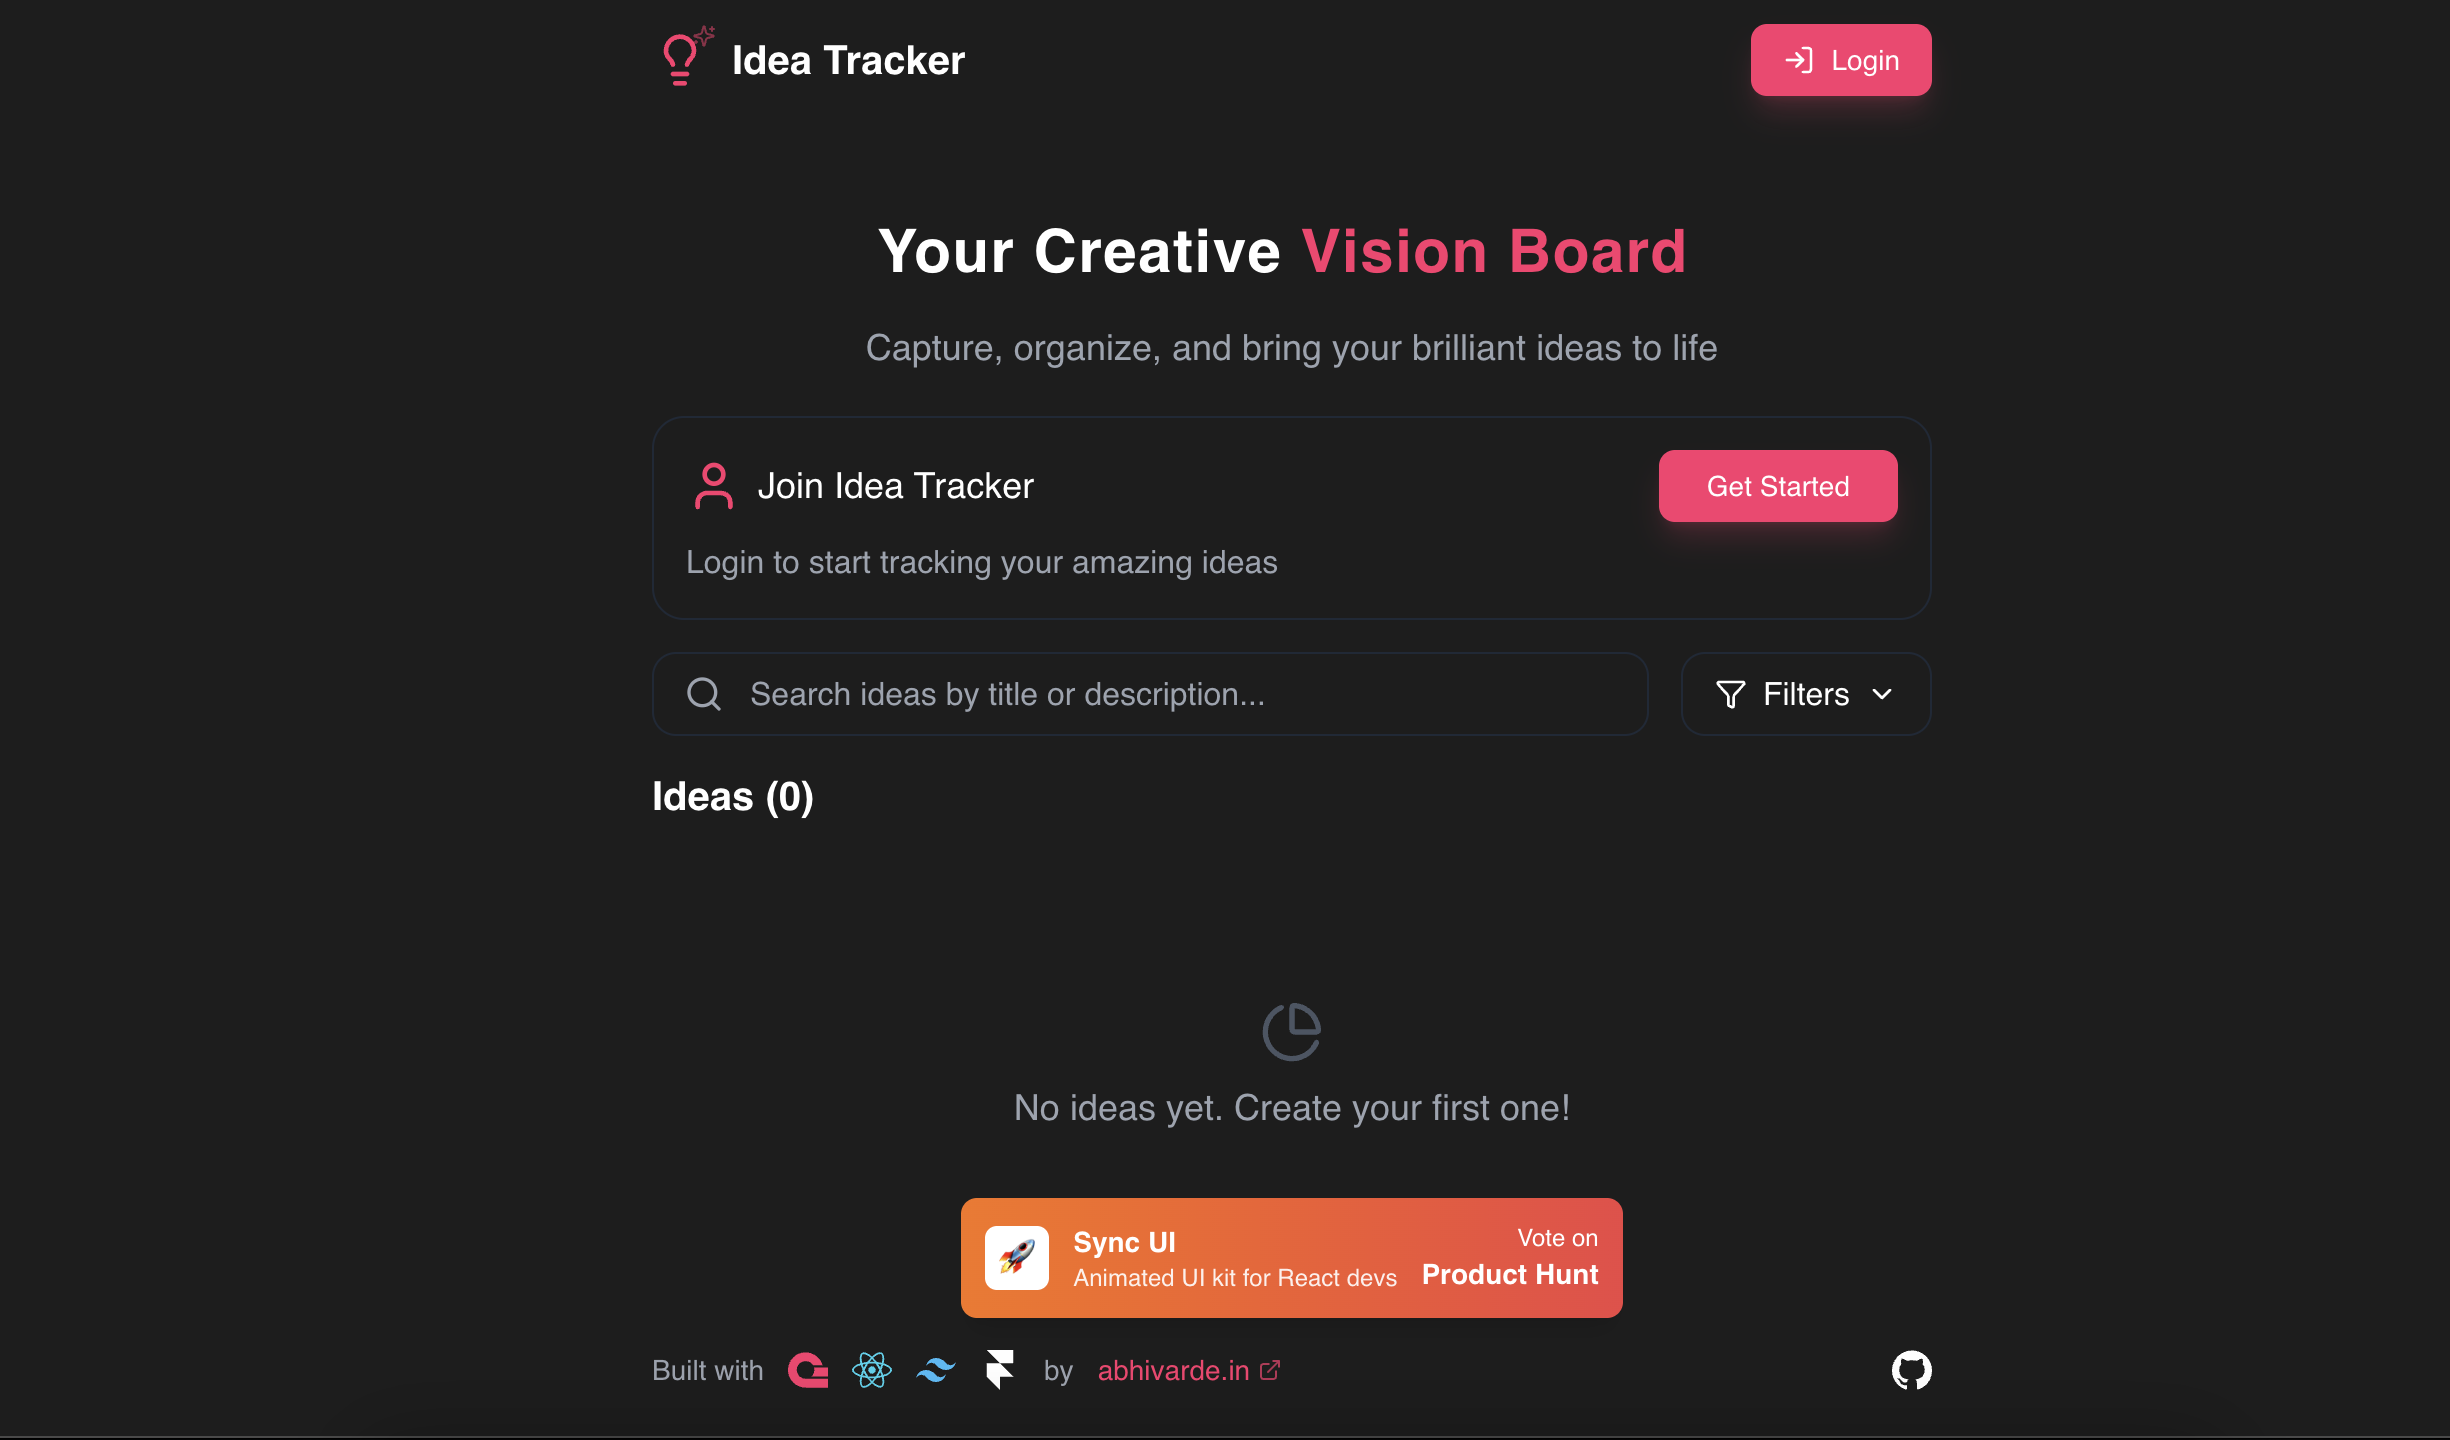 Idea Tracker
Login
Your Creative Vision Board
Capture, organize, and bring your brilliant ideas to life
Join Idea Tracker
Get Started
Login to start tracking your amazing ideas
Search ideas by title or description...
Filters
Ideas (0)
No ideas yet. Create your first one!
Sync UI
Animated UI kit for React devs
Vote on
Product Hunt
Built with by abhivarde.in